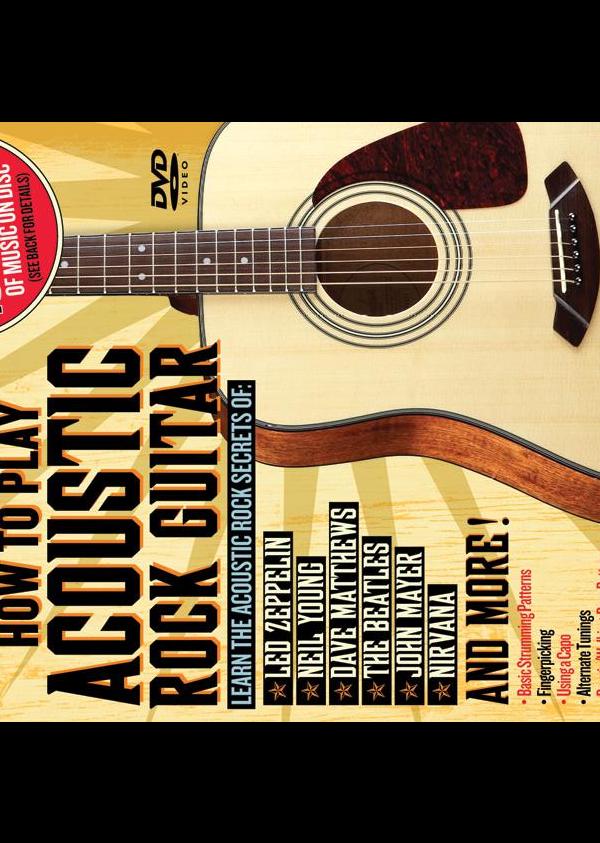 OF MUSIC ON DISC
(SEE BACK FOR DETAILS)
DVD
VIDEO
HOW TO PLAY
ACOUSTIC
ROCK GUITAR
LEARN THE ACOUSTIC ROCK SECRETS OF:
LED ZEPPELIN
NEIL YOUNG
DAVE MATTHEWS
THE BEATLES
JOHN MAYER
NIRVANA
AND MORE!
• Basic Strumming Patterns
• Fingerpicking
• Using a Capo
• Alternate Tunings